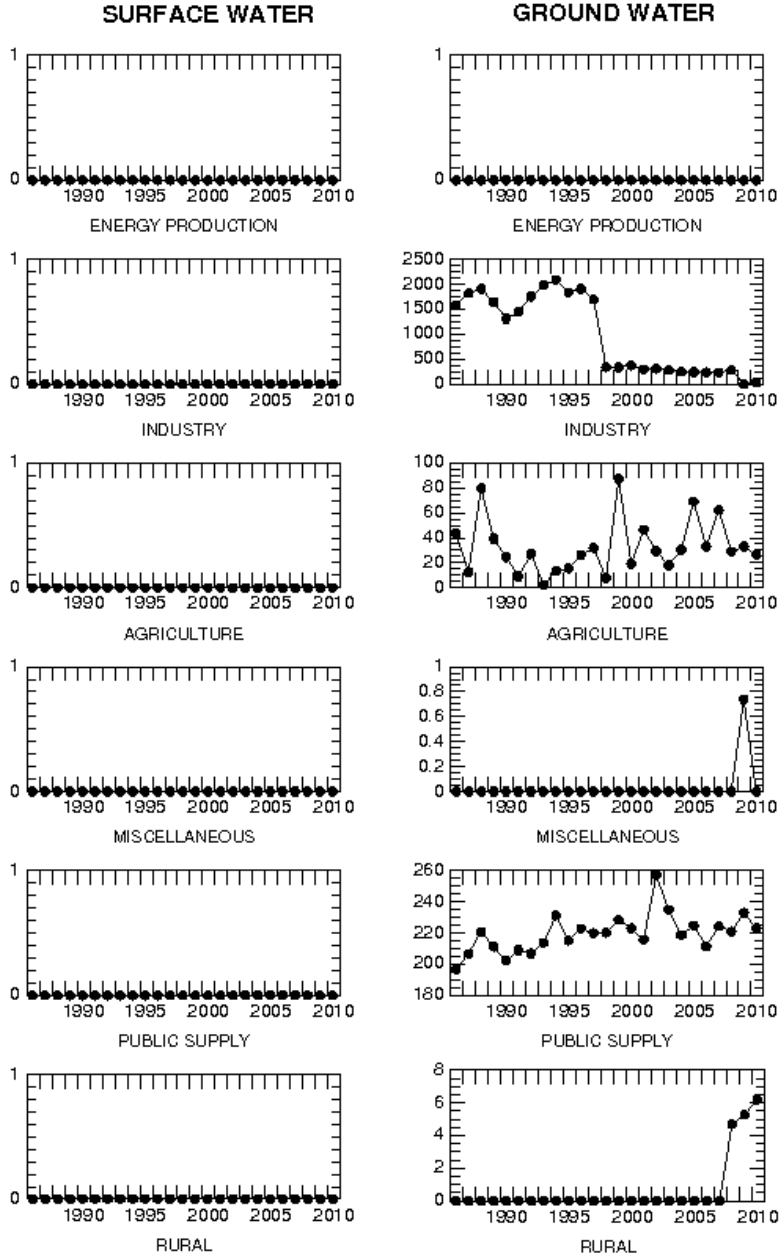 SURFACE WATER GROUND WATER
1 1
0 0
1990 1995 2000 2005 2010 1990 1995 2000 2005 2010
ENERGY PRODUCTION ENERGY PRODUCTION
1 2500
2000
1500
1000
500
0 0
1990 1995 2000 2005 2010 1990 1995 2000 2005 2010
INDUSTRY INDUSTRY
1 100
80
60
40
20
0 0
1990 1995 2000 2005 2010 1990 1995 2000 2005 2010
AGRICULTURE AGRICULTURE
1 1
0.8
0.6
0.4
0.2
0 0
1990 1995 2000 2005 2010 1990 1995 2000 2005 2010
MISCELLANEOUS MISCELLANEOUS
1 260
240
220
200
0 180
1990 1995 2000 2005 2010 1990 1995 2000 2005 2010
PUBLIC SUPPLY PUBLIC SUPPLY
1 8
6
4
2
0 0
1990 1995 2000 2005 2010 1990 1995 2000 2005 2010
RURAL RURAL